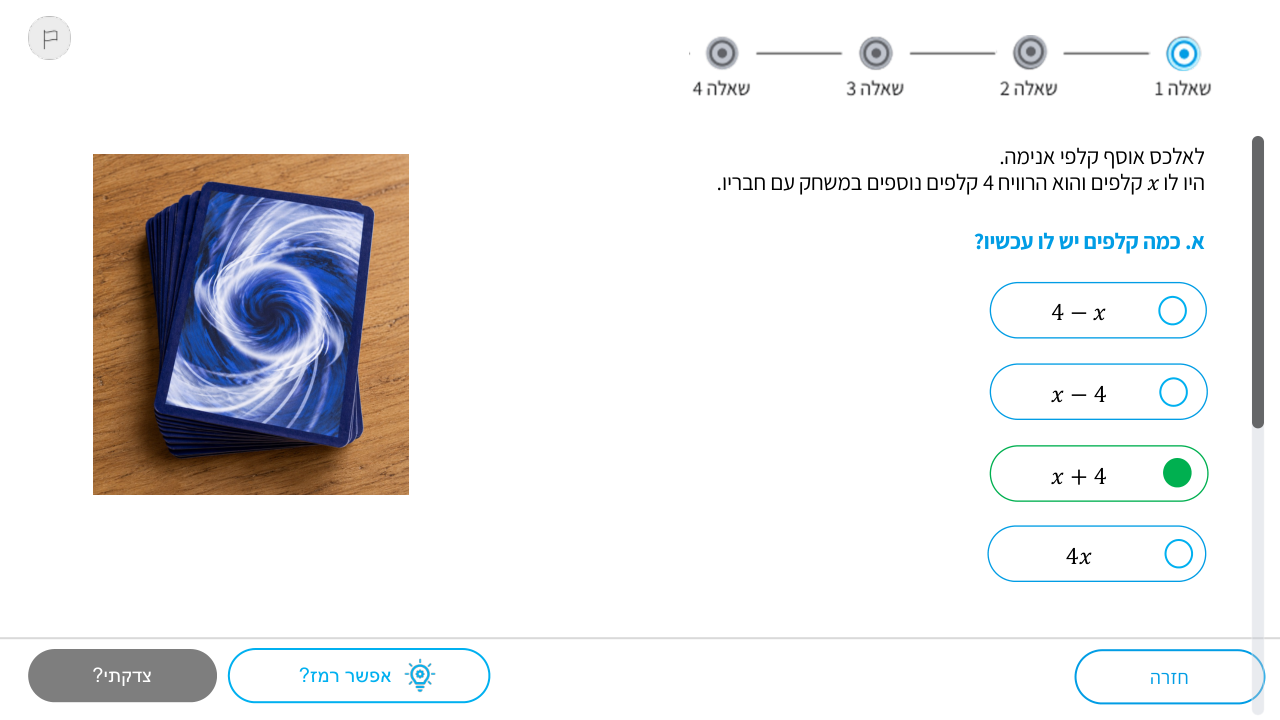 שאלה 1
שאלה 2
שאלה 3
שאלה 4
לאלכס אוסף קלפי אנימה.
היו לו x קלפים והוא הרוויח 4 קלפים נוספים במשחק עם חבריו.
א. כמה קלפים יש לו עכשיו?
4 − x
x − 4
x + 4
4x
חזרה
אפשר רמז?
צדקתי?